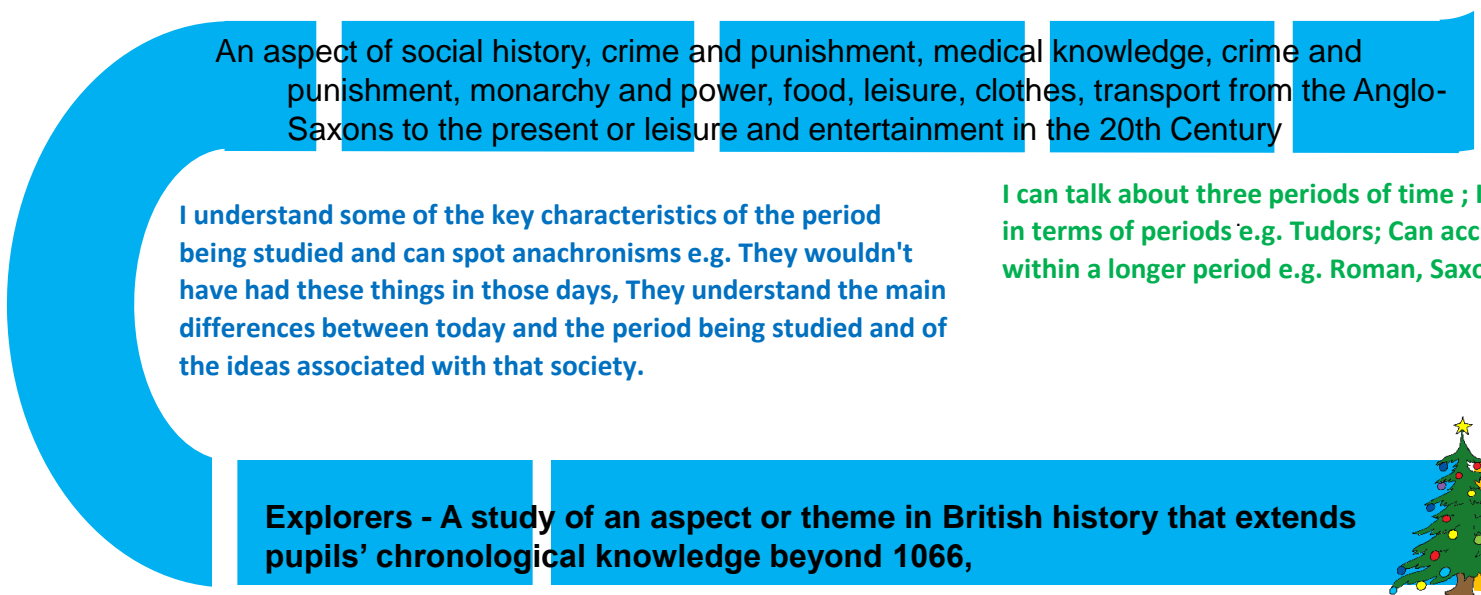 An aspect of social history, crime and punishment, medical knowledge, crime and
punishment, monarchy and power, food, leisure, clothes, transport from the Anglo-
Saxons to the present or leisure and entertainment in the 20th Century
I understand some of the key characteristics of the period
being studied and can spot anachronisms e.g. They wouldn't
have had these things in those days, They understand the main
differences between today and the period being studied and of
the ideas associated with that society.
I can talk about three periods of time ;
in terms of periods e.g. Tudors; Can
within a longer period e.g. Roman,
Explorers - A study of an aspect or theme in British history that extends
pupils’ chronological knowledge beyond 1066,